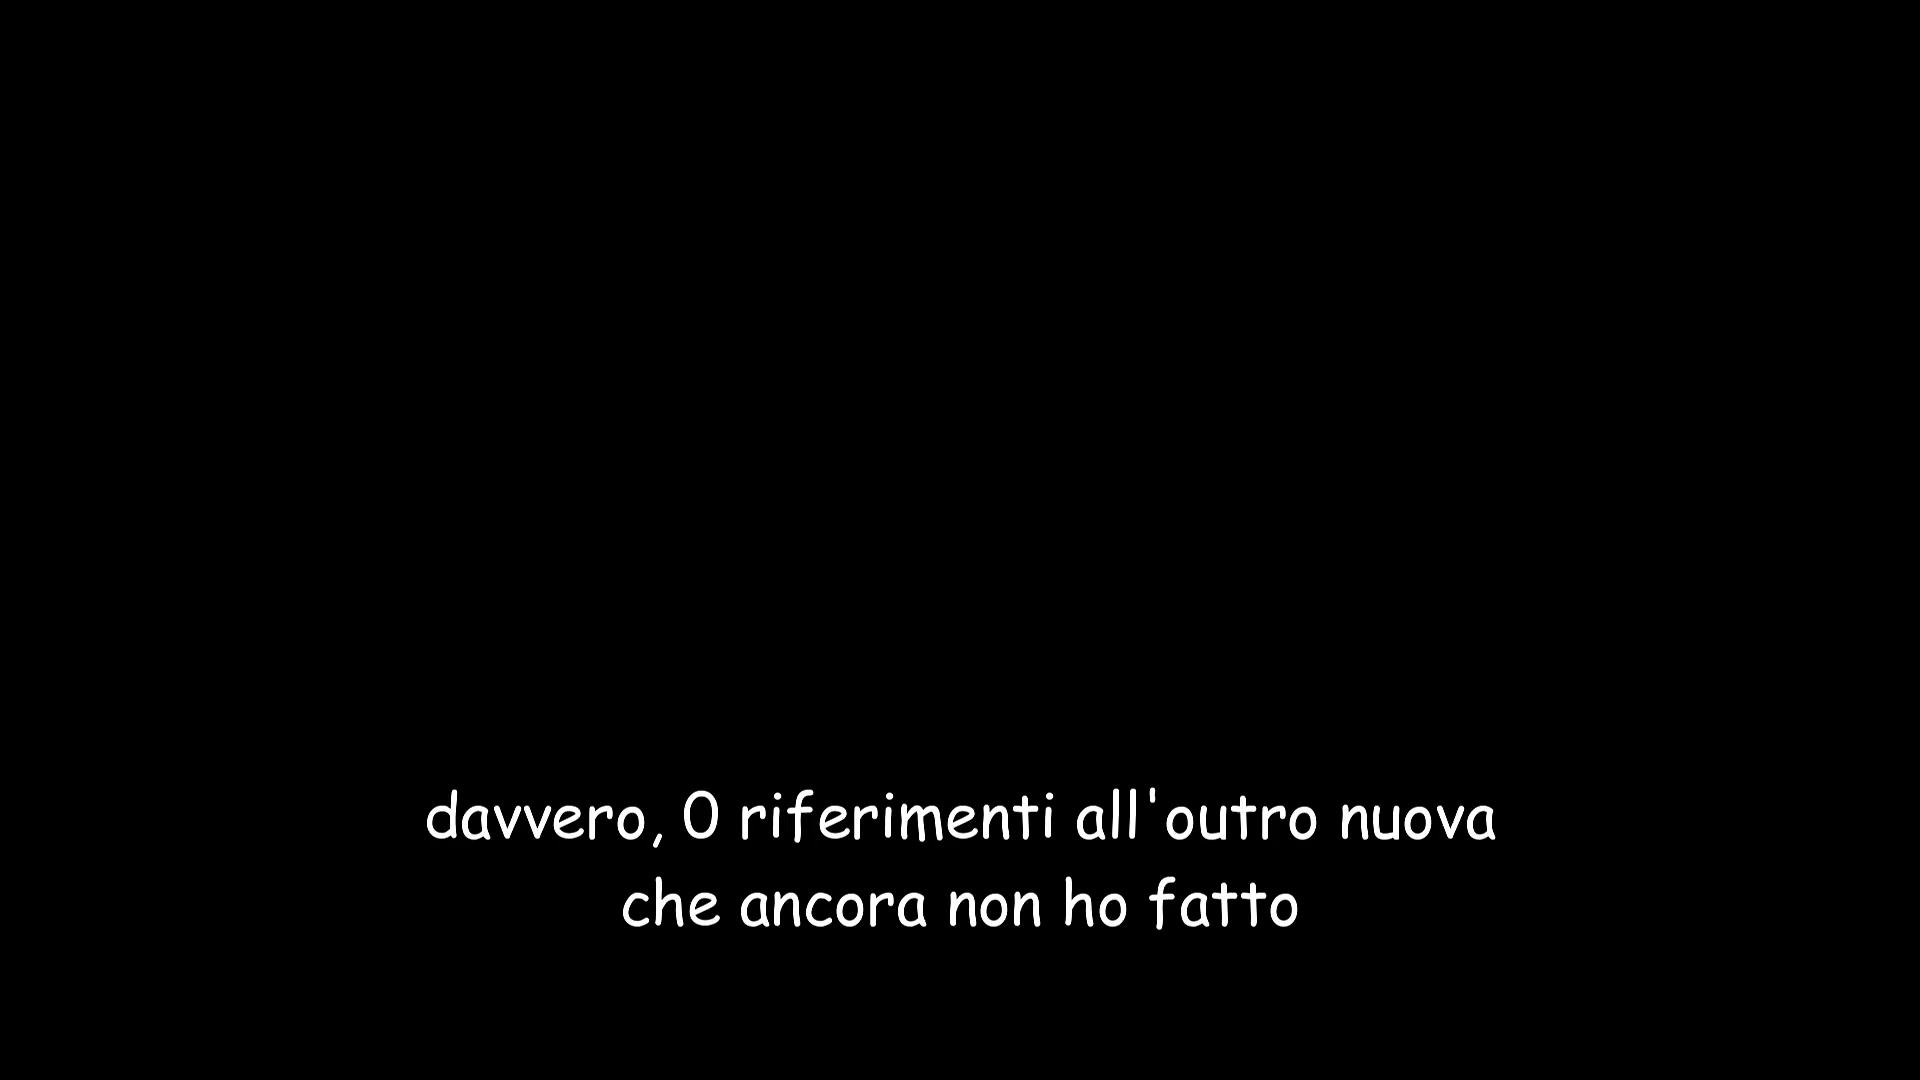 davvero, 0 riferimenti all'outro nuova
che ancora non ho fatto